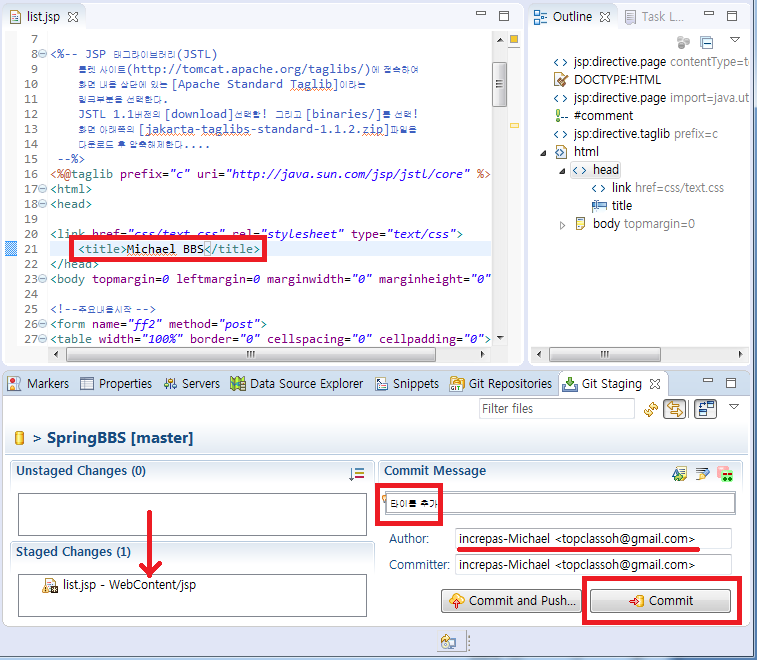 list.jsp
7
8 <%-- JSP 태그라이브러리(JSTL)
9 톰켓 사이트(http://tomcat.apache.org/taglibs/)에 접속하여
10 화면 내용 상단에 있는 [Apache Standard Taglib]이라는
11 링크부분을 선택한다.
12 JSTL 1.1버전의 [download]선택함! 그리고 [binaries/]를 선택!
13 화면 아래쪽의 [jakarta-taglibs-standard-1.1.2.zip]파일을
14 다운로드 후 압축해제한다....
15 --%>
16 <%@taglib prefix="c" uri="http://java.sun.com/jsp/jstl/core" %>
17 <html>
18 <head>
19
20 <link href="css/text.css" rel="stylesheet" type="text/css">
21 <title>Michael BBS</title>
22 </head>
23 <body topmargin=0 leftmargin=0 marginwidth="0" marginheight="0"
24
25 <!--주요내용시작 -->
26 <form name="ff2" method="post">
27 <table width="100%" border="0" cellspacing="0" cellpadding="0">
Outline
Task L...
jsp:directive.page contentType=t
DOCTYPE:HTML
jsp:directive.page import=java.ut
#comment
jsp:directive.taglib prefix=c
html
head
link href=css/text.css
title
body topmargin=0
Markers
Properties
Servers
Data Source Explorer
Snippets
Git Repositories
Git Staging
Filter files
> SpringBBS [master]
Unstaged Changes (0)
Staged Changes (1)
list.jsp - WebContent/jsp
Commit Message
타이틀 추가
Author: increpas-Michael <topclassoh@gmail.com>
Committer: increpas-Michael <topclassoh@gmail.com>
Commit and Push...
Commit